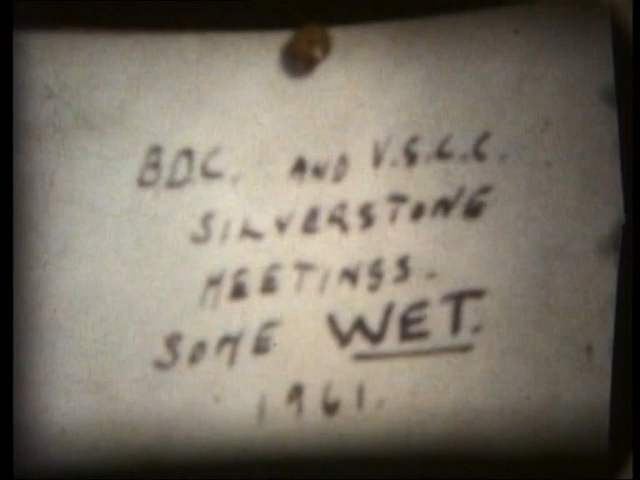 BDC. AND V.S.C.C.
SILVERSTONE
MEETINGS.
SOME WET.
1961.